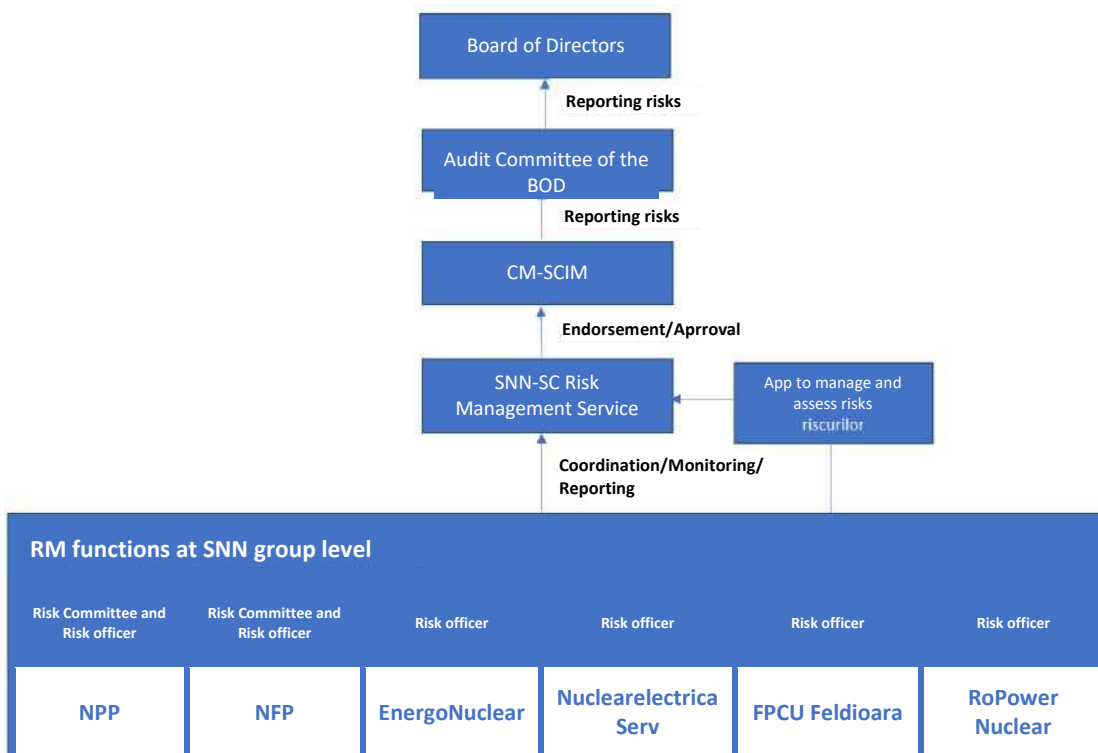 Board of Directors
Reporting risks
Audit Committee of the
BOD
Reporting risks
CM-SCIM
Endorsement/Aprroval
SNN-SC Risk
Management Service
App to manage and
assess risks
riscurilor
Coordination/Monitoring/
Reporting
RM functions at SNN group level
Risk Committee and
Risk officer
Risk Committee and
Risk officer
Risk officer
Risk officer
Risk officer
Risk officer
NPP
NFP
EnergoNuclear
Nuclearelectrica
Serv
FPCU Feldioara
RoPower
Nuclear